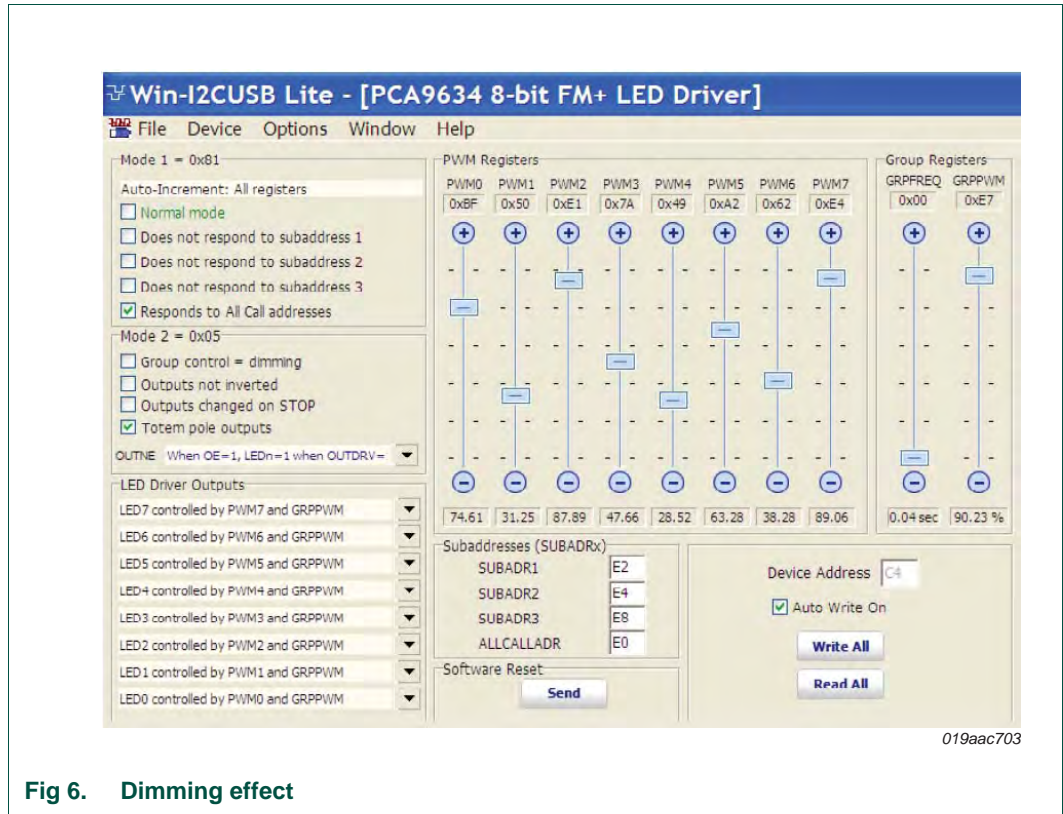 Win-I2CUSB Lite - [PCA9634 8-bit FM+ LED Driver]
File Device Options Window Help
Mode 1 = 0x81
Auto-Increment: All registers
Normal mode
Does not respond to subaddress 1
Does not respond to subaddress 2
Does not respond to subaddress 3
Responds to All Call addresses
Mode 2 = 0x05
Group control = dimming
Outputs not inverted
Outputs changed on STOP
Totem pole outputs
OUTNE When OE=1, LEDn=1 when OUTDRV=
LED Driver Outputs
LED7 controlled by PWM7 and GRPPWM
LED6 controlled by PWM6 and GRPPWM
LED5 controlled by PWM5 and GRPPWM
LED4 controlled by PWM4 and GRPPWM
LED3 controlled by PWM3 and GRPPWM
LED2 controlled by PWM2 and GRPPWM
LED1 controlled by PWM1 and GRPPWM
LED0 controlled by PWM0 and GRPPWM
PWM Registers
PWM0 PWM1 PWM2 PWM3 PWM4 PWM5 PWM6 PWM7
0xBF 0x50 0xE1 0x7A 0x49 0xA2 0x62 0xE4
74.61 31.25 87.89 47.66 28.52 63.28 38.28 89.06
Group Registers
GRPFREQ GRPPWM
0x00 0xE7
0.04 sec 90.23 %
Subaddresses (SUBADRx)
SUBADR1 E2
SUBADR2 E4
SUBADR3 E8
ALLCALLADR E0
Software Reset
Send
Device Address C4
Auto Write On
Write All
Read All
019aac703
Fig 6. Dimming effect